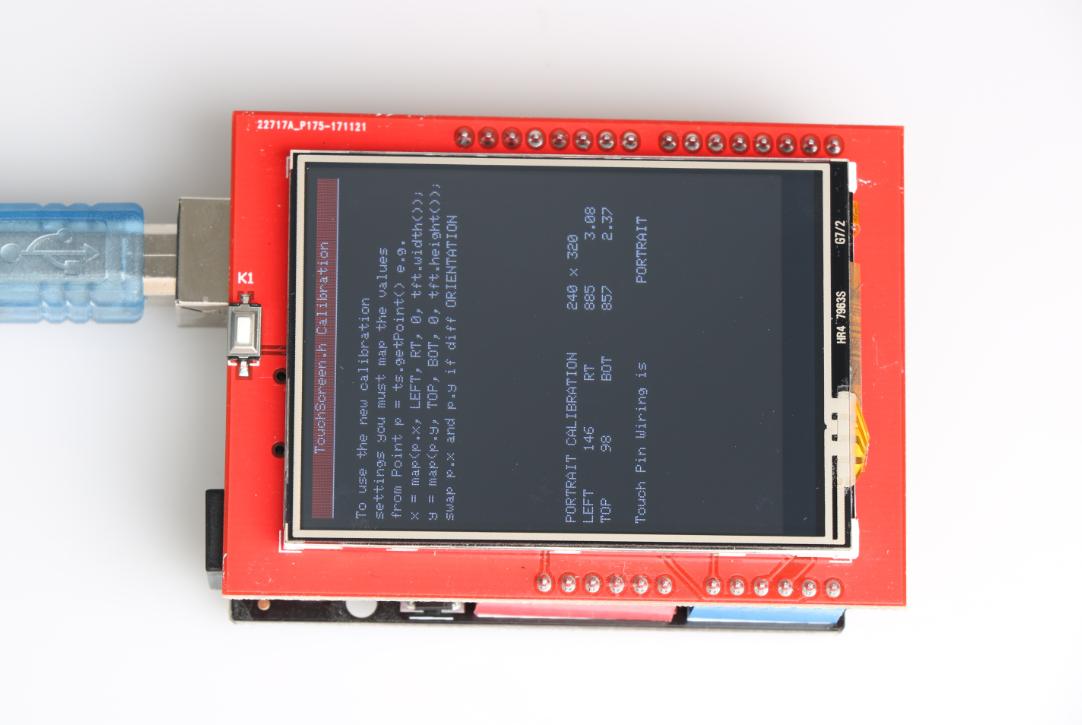 22717A_P175-171121
K1
TouchScreen.h Calibration
To use the new calibration
settings you must map the values
from Point p = ts.getPoint() e.g.
x = map(p.x, LEFT, RT, 0, tft.width());
y = map(p.y, TOP, BOT, 0, tft.height());
swap p.x and p.y if diff ORIENTATION
PORTRAIT CALIBRATION 240 x 320
LEFT 146 RT 885 3.08
TOP 98 BOT 857 2.37
Touch Pin Wiring is PORTRAIT
HR4 7963S G7/2